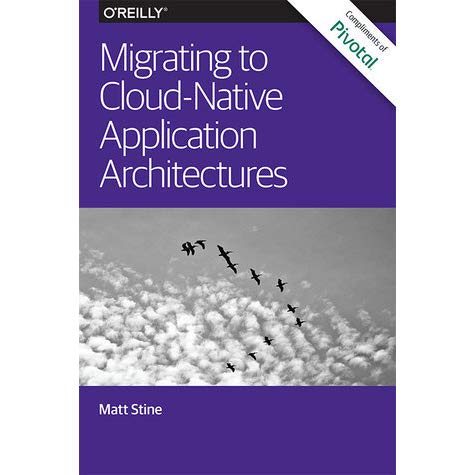 O'REILLY®
Compliments of
Pivotal.
Migrating to
Cloud-Native
Application
Architectures
Matt Stine